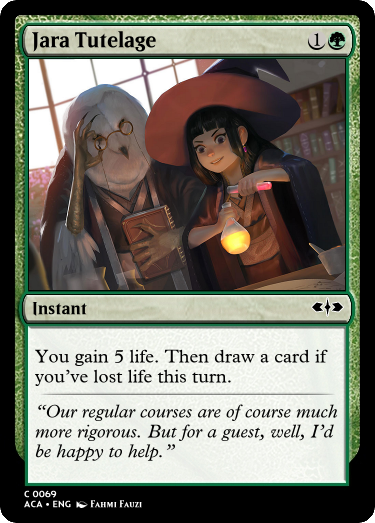 Jara Tutelage 1
Instant
You gain 5 life. Then draw a card if
you've lost life this turn.
“Our regular courses are of course much
more rigorous. But for a guest, well, I'd
be happy to help.”
C 0069
ACA • ENG Fahmi Fauzi